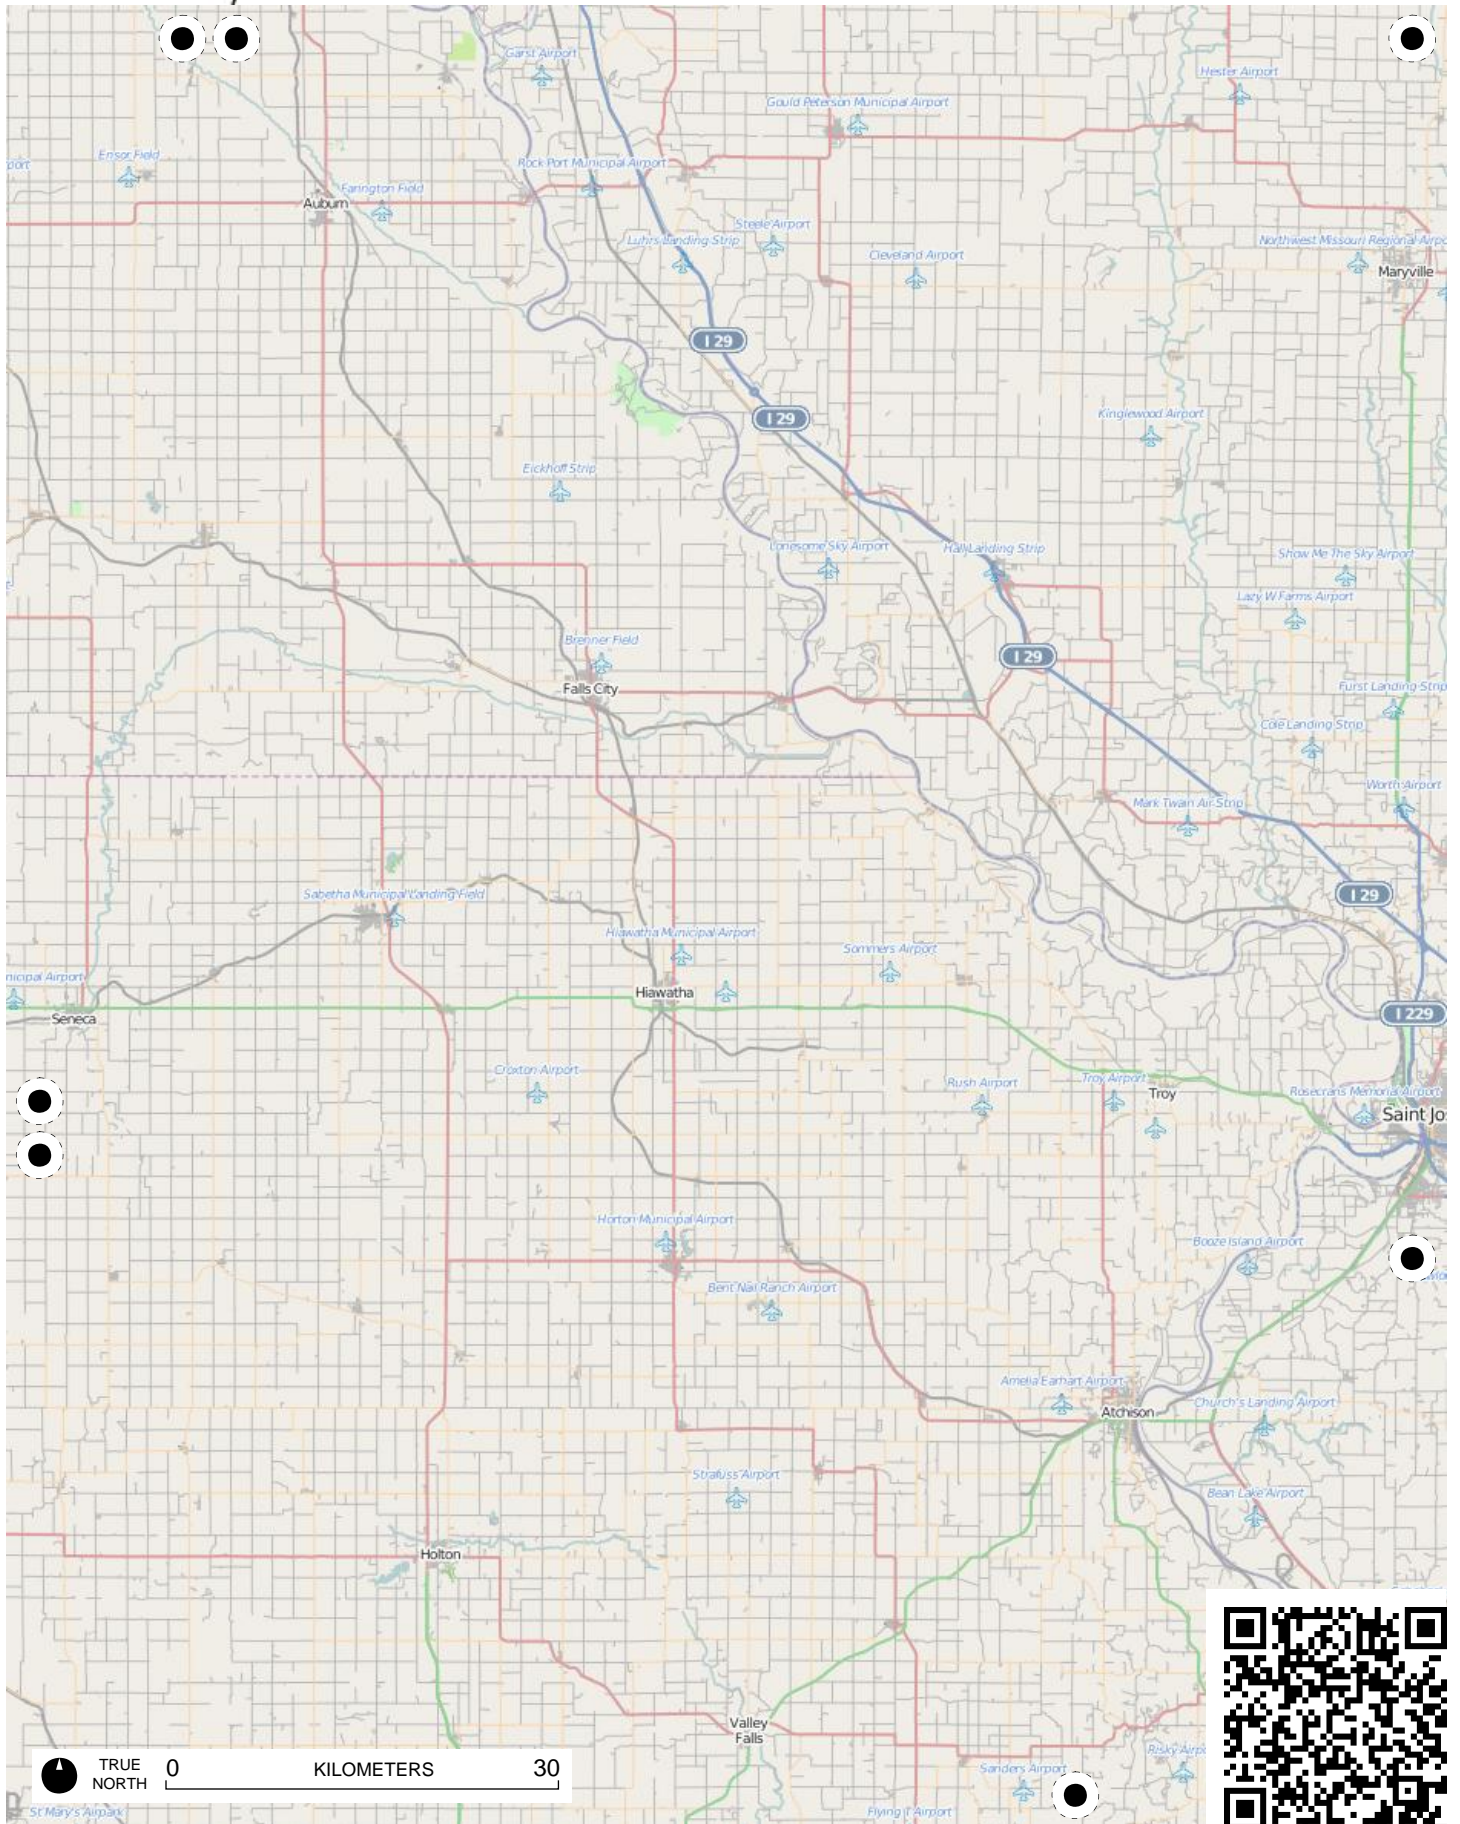 Garst Airport
Hester Airport
Gould Peterson Municipal Airport
Ensor Field
Rock Port Municipal Airport
Farington Field
Auburn
Steele Airport
Luhrs Landing Strip
Cleveland Airport
Northwest Missouri Regional Airpo
Maryville
I 29
I 29
Kinglewood Airport
Eickhoff Strip
Lonesome Sky Airport
Hall Landing Strip
Show Me The Sky Airport
Lazy W Farms Airport
Brenner Field
I 29
Falls City
Furst Landing Strip
Cole Landing Strip
Worth Airport
Mark Twain Air Strip
Sabetha Municipal Landing Field
I 29
Hiawatha Municipal Airport
Sommers Airport
nicipal Airport
Hiawatha
Seneca
I 229
Croxton Airport
Rush Airport
Troy Airport
Troy
Rosecrans Memorial Airport
Saint Jo
Horton Municipal Airport
Booze Island Airport
Bent Nail Ranch Airport
Amelia Earhart Airport
Church's Landing Airport
Atchison
Strafuss Airport
Bean Lake Airport
Holton
Valley
Falls
Risky Airpo
Sanders Airport
TRUE
NORTH
0 KILOMETERS 30
St Mary's Airpark
Flying T Airport